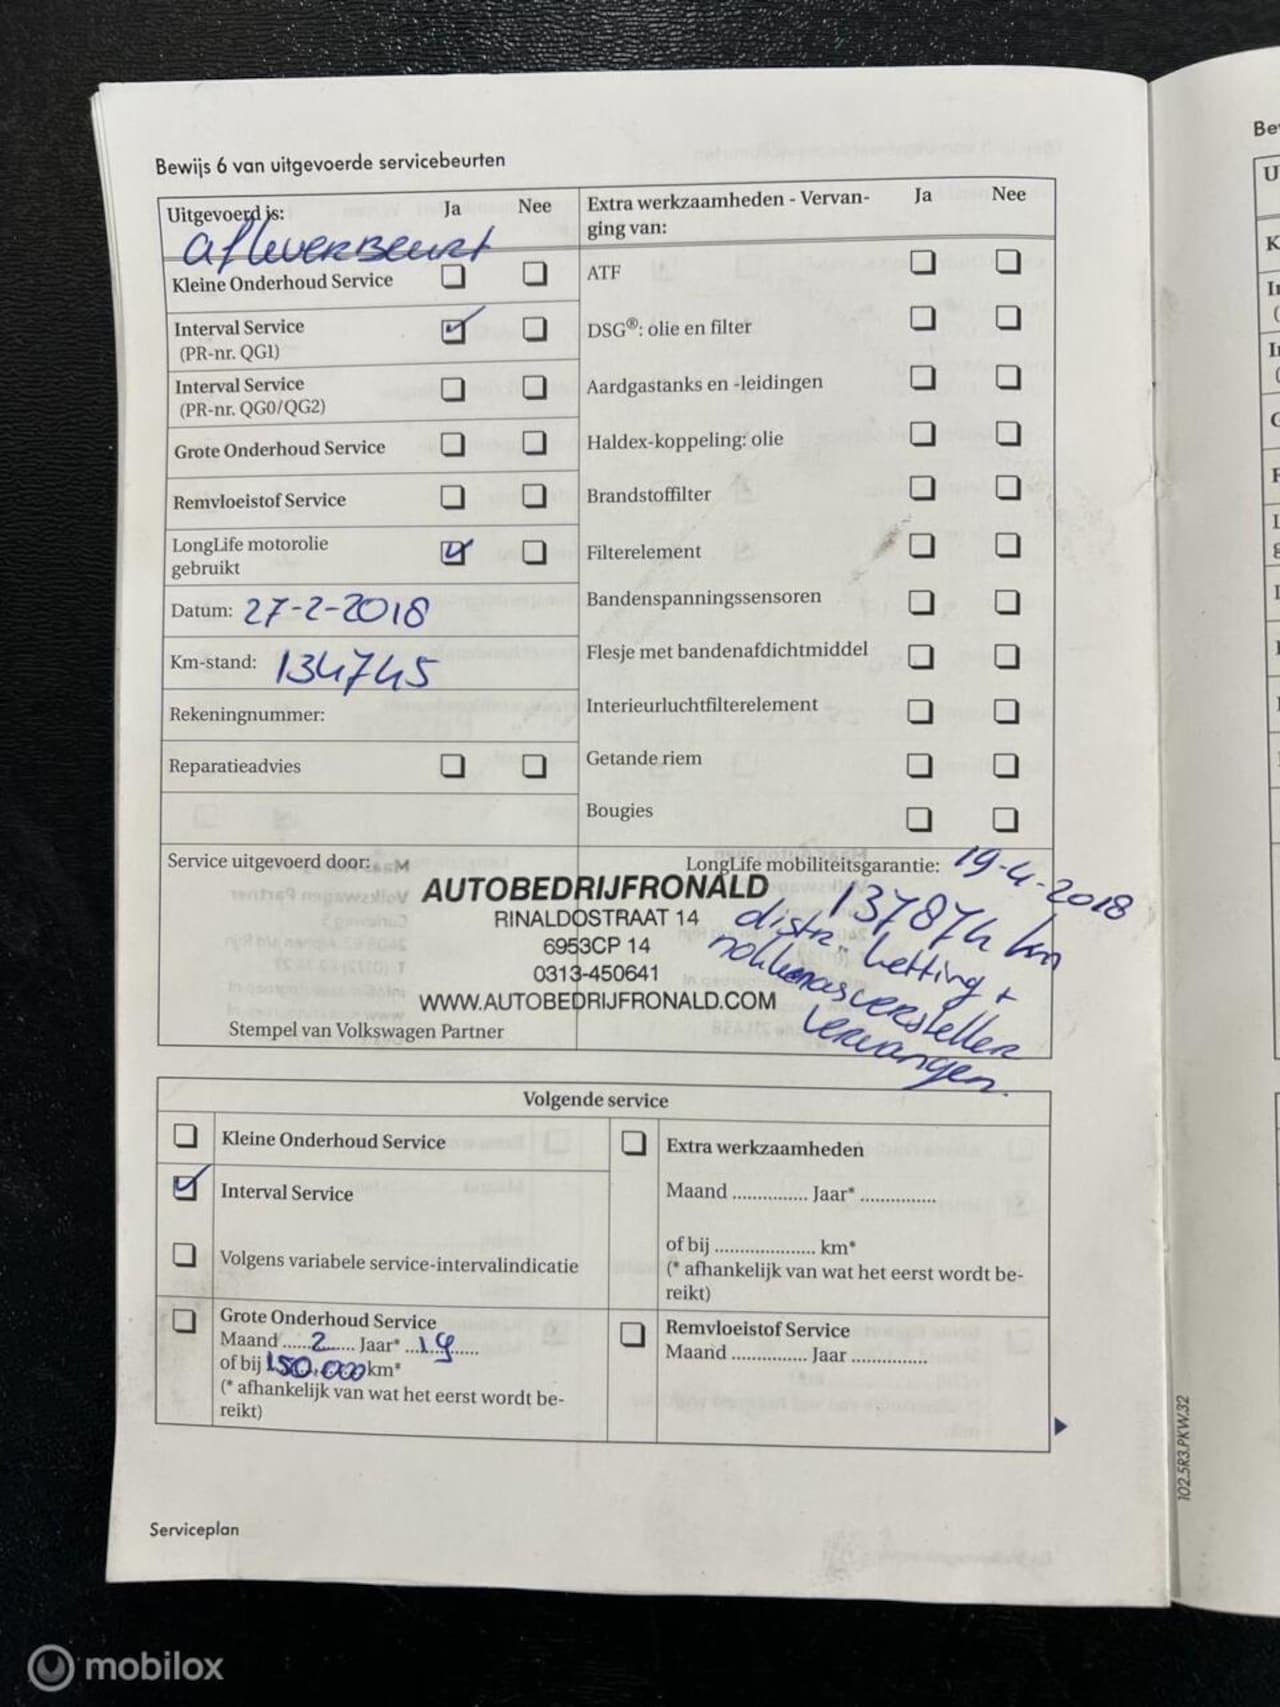 Bewijs 6 van uitgevoerde servicebeurten
Uitgevoerd is:
Ja
Nee
afleverbeurt
Kleine Onderhoud Service
Interval Service
(PR-nr. QG1)
Interval Service
(PR-nr. QG0/QG2)
Grote Onderhoud Service
Remvloeistof Service
LongLife motorolie
gebruikt
Datum: 27-2-2018
Km-stand: 134745
Rekeningnummer:
Reparatieadvies
Extra werkzaamheden - Vervan-
ging van:
Ja
Nee
ATF
DSG®: olie en filter
Aardgastanks en -leidingen
Haldex-koppeling: olie
Brandstoffilter
Filterelement
Bandenspanningssensoren
Flesje met bandenafdichtmiddel
Interieurluchtfilterelement
Getande riem
Bougies
Service uitgevoerd door:
AUTOBEDRIJFRONALD
RINALDOSTRAAT 14
6953CP 14
0313-450641
WWW.AUTOBEDRIJFRONALD.COM
Stempel van Volkswagen Partner
LongLife mobiliteitsgarantie: 19-4-2018
137874 km
distr. ketting +
nokkenasversteller
vervangen.
Volgende service
Kleine Onderhoud Service
Interval Service
Volgens variabele service-intervalindicatie
Grote Onderhoud Service
Maand ......2...... Jaar* ...19......
of bij 150.000 km*
(* afhankelijk van wat het eerst wordt be-
reikt)
Extra werkzaamheden
Maand ............... Jaar* ...............
of bij .................... km*
(* afhankelijk van wat het eerst wordt be-
reikt)
Remvloeistof Service
Maand ............... Jaar ...............
Serviceplan
102.5R3.PKW.32
mobilox